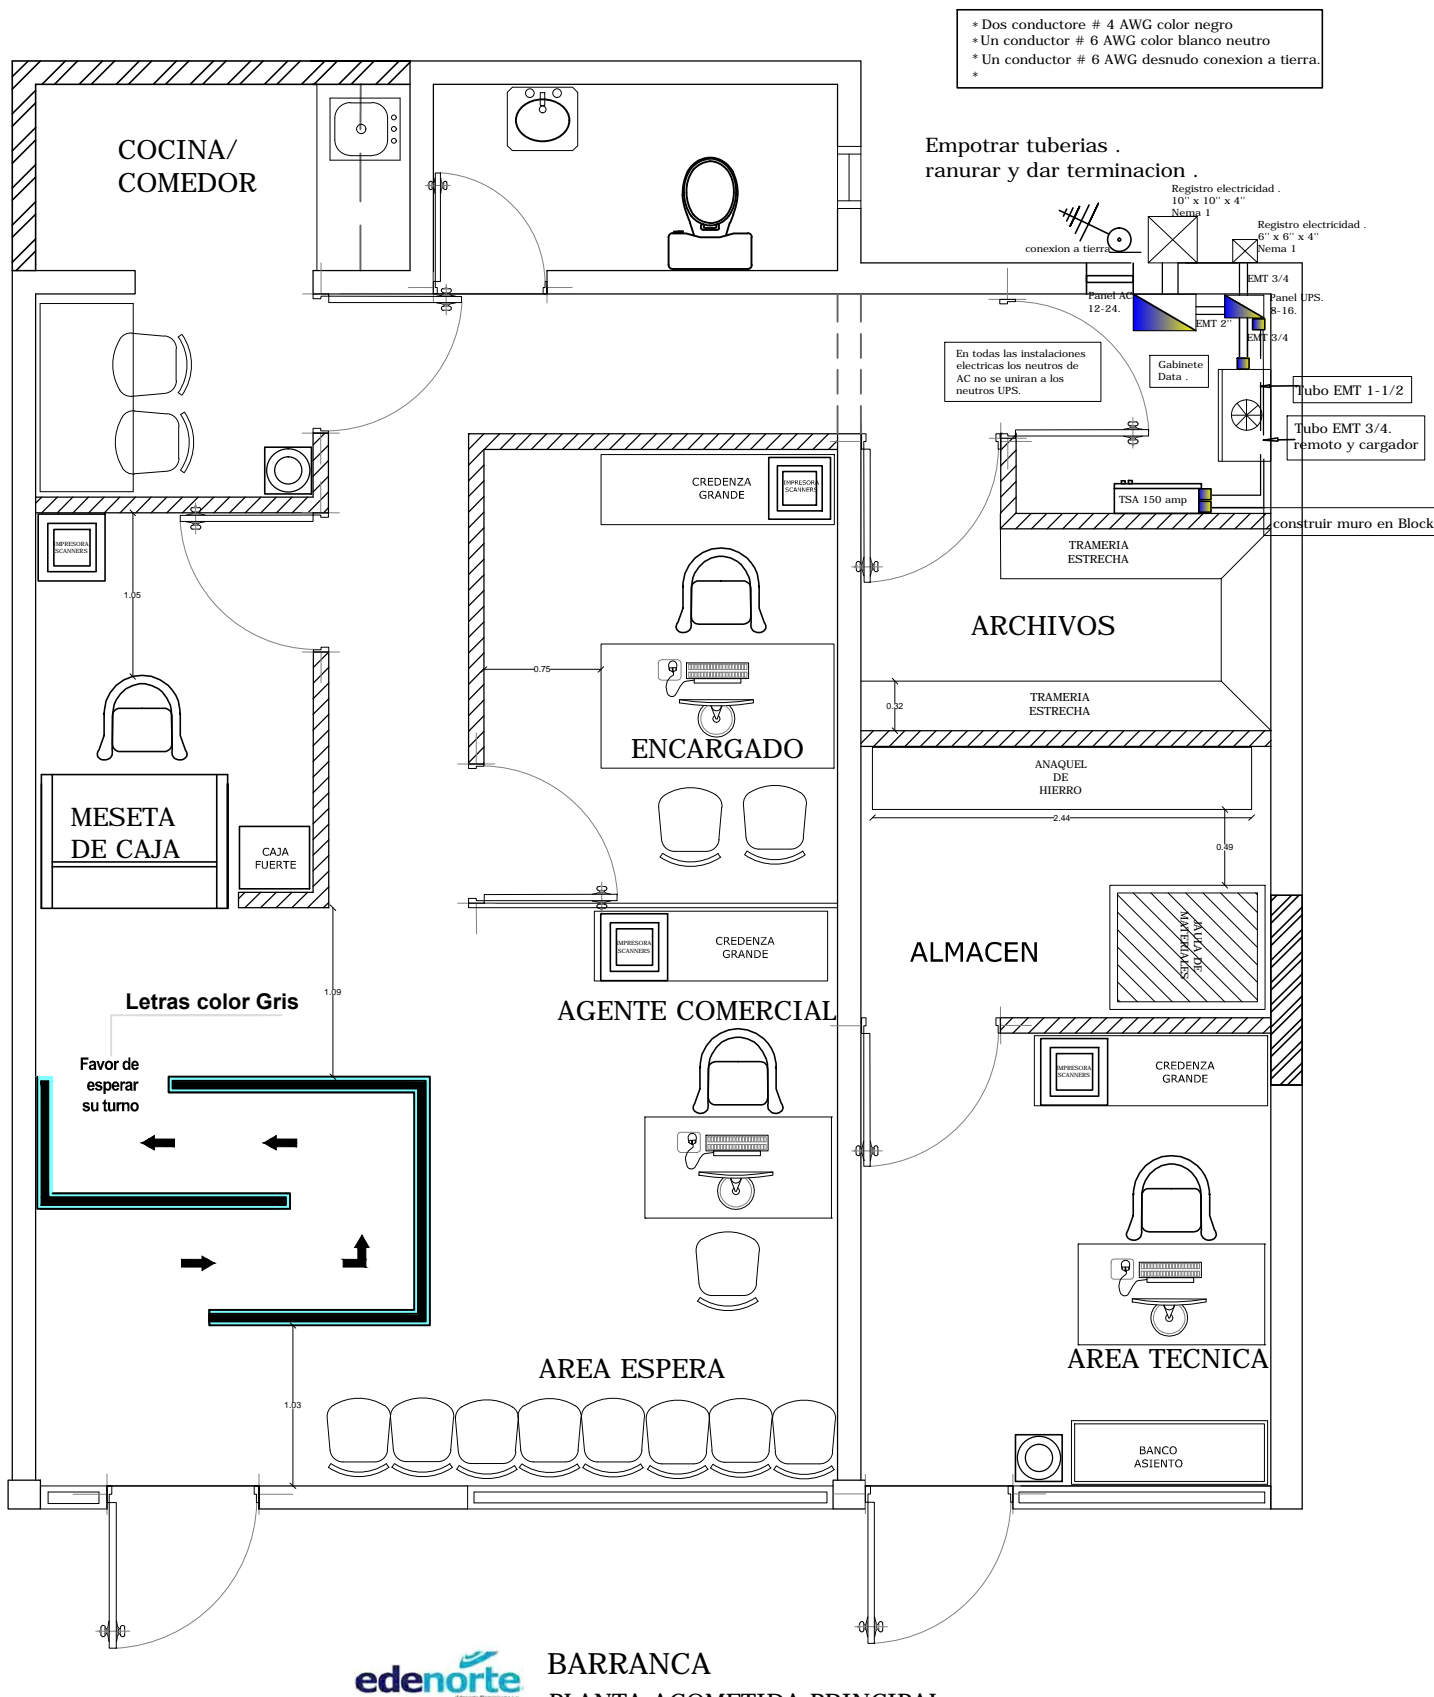 * Dos conductore # 4 AWG color negro
* Un conductor # 6 AWG color blanco neutro
* Un conductor # 6 AWG desnudo conexion a tierra.
*
Empotrar tuberias .
ranurar y dar terminacion .
Registro electricidad .
10" x 10" x 4"
Nema 1
Registro electricidad .
6" x 6" x 4"
Nema 1
conexion a tierra
EMT 3/4
Panel AC
12-24.
Panel UPS.
8-16.
EMT 2"
EMT 3/4
En todas las instalaciones
electricas los neutros de
AC no se uniran a los
neutros UPS.
Gabinete
Data .
Tubo EMT 1-1/2
Tubo EMT 3/4.
remoto y cargador
TSA 150 amp
construir muro en Block
COCINA/
COMEDOR
CREDENZA
GRANDE
IMPRESORA
SCANNERS
IMPRESORA
SCANNERS
1.05
TRAMERIA
ESTRECHA
ARCHIVOS
0.75
0.32
TRAMERIA
ESTRECHA
ENCARGADO
ANAQUEL
DE
HIERRO
2.44
0.49
MESETA
DE CAJA
CAJA
FUERTE
IMPRESORA
SCANNERS
CREDENZA
GRANDE
ALMACEN
JAULA DE
MATERIALES
1.09
Letras color Gris
AGENTE COMERCIAL
Favor de
esperar
su turno
IMPRESORA
SCANNERS
CREDENZA
GRANDE
AREA ESPERA
AREA TECNICA
1.03
BANCO
ASIENTO
edenorte
BARRANCA
PLANTA ACOMETIDA PRINCIPAL